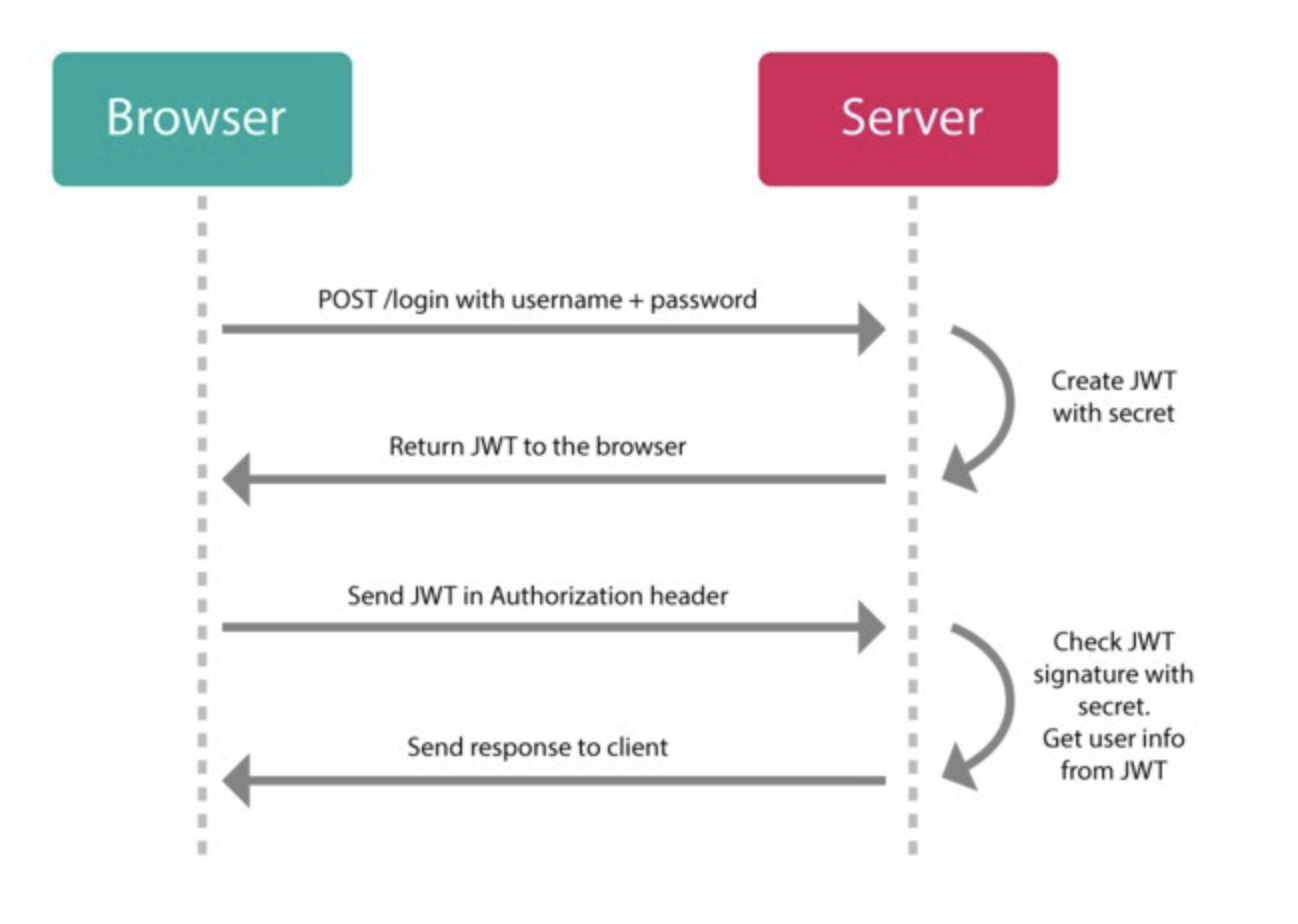 Browser
Server
POST /login with username + password
Create JWT
with secret
Return JWT to the browser
Send JWT in Authorization header
Check JWT
signature with
secret.
Get user info
from JWT
Send response to client